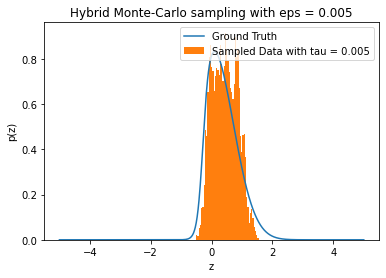 Hybrid Monte-Carlo sampling with eps = 0.005
Ground Truth
Sampled Data with tau = 0.005
p(z)
0.8
0.6
0.4
0.2
0.0
−4
−2
0
2
4
z